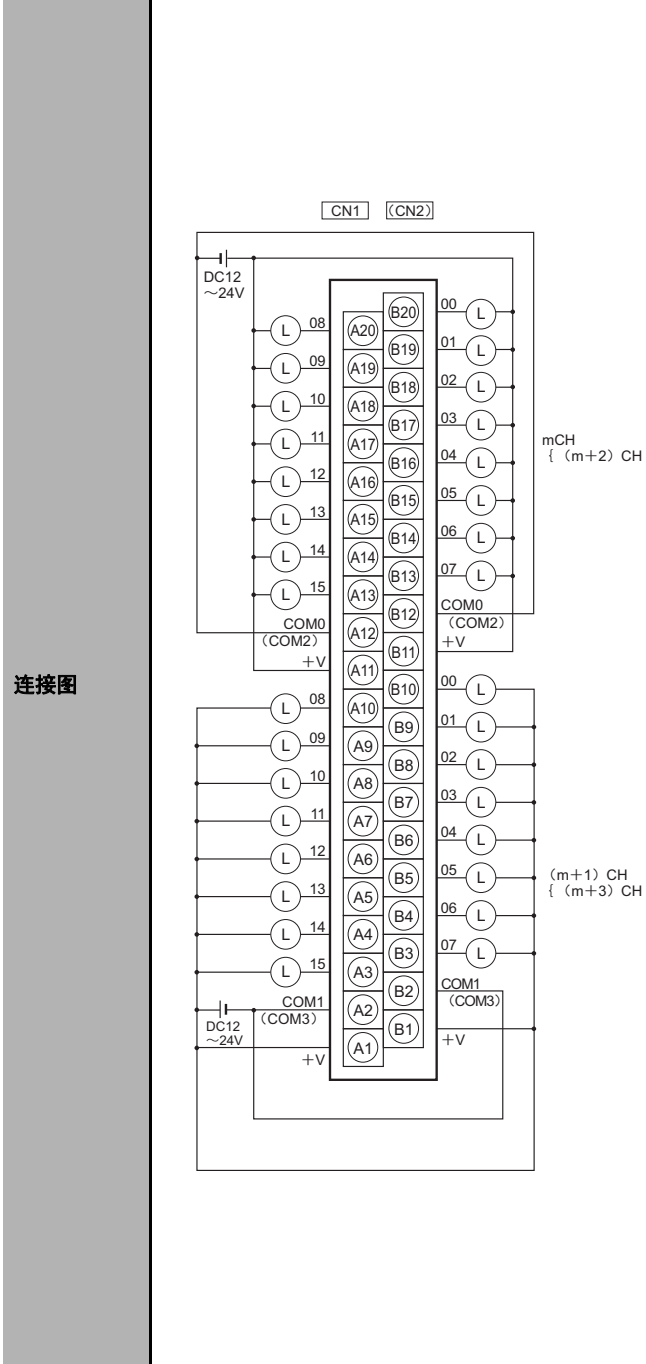 连接图
CN1 (CN2)
DC12
～24V
08 A20 B20 00
L L
09 A19 B19 01
L L
10 A18 B18 02
L L
11 A17 B17 03
L L
12 A16 B16 04
L L
13 A15 B15 05
L L
14 A14 B14 06
L L
15 A13 B13 07
L L
mCH
{（m＋2）CH
COM0 A12 B12 COM0
(COM2) （COM2）
＋V A11 B11 ＋V
08 A10 B10 00
L L
09 A9 B9 01
L L
10 A8 B8 02
L L
11 A7 B7 03
L L
12 A6 B6 04
L L
13 A5 B5 05
L L
14 A4 B4 06
L L
15 A3 B3 07
L L
（m＋1）CH
{（m＋3）CH
COM1 A2 B2 COM1
(COM3) （COM3）
DC12
～24V
＋V A1 B1 ＋V